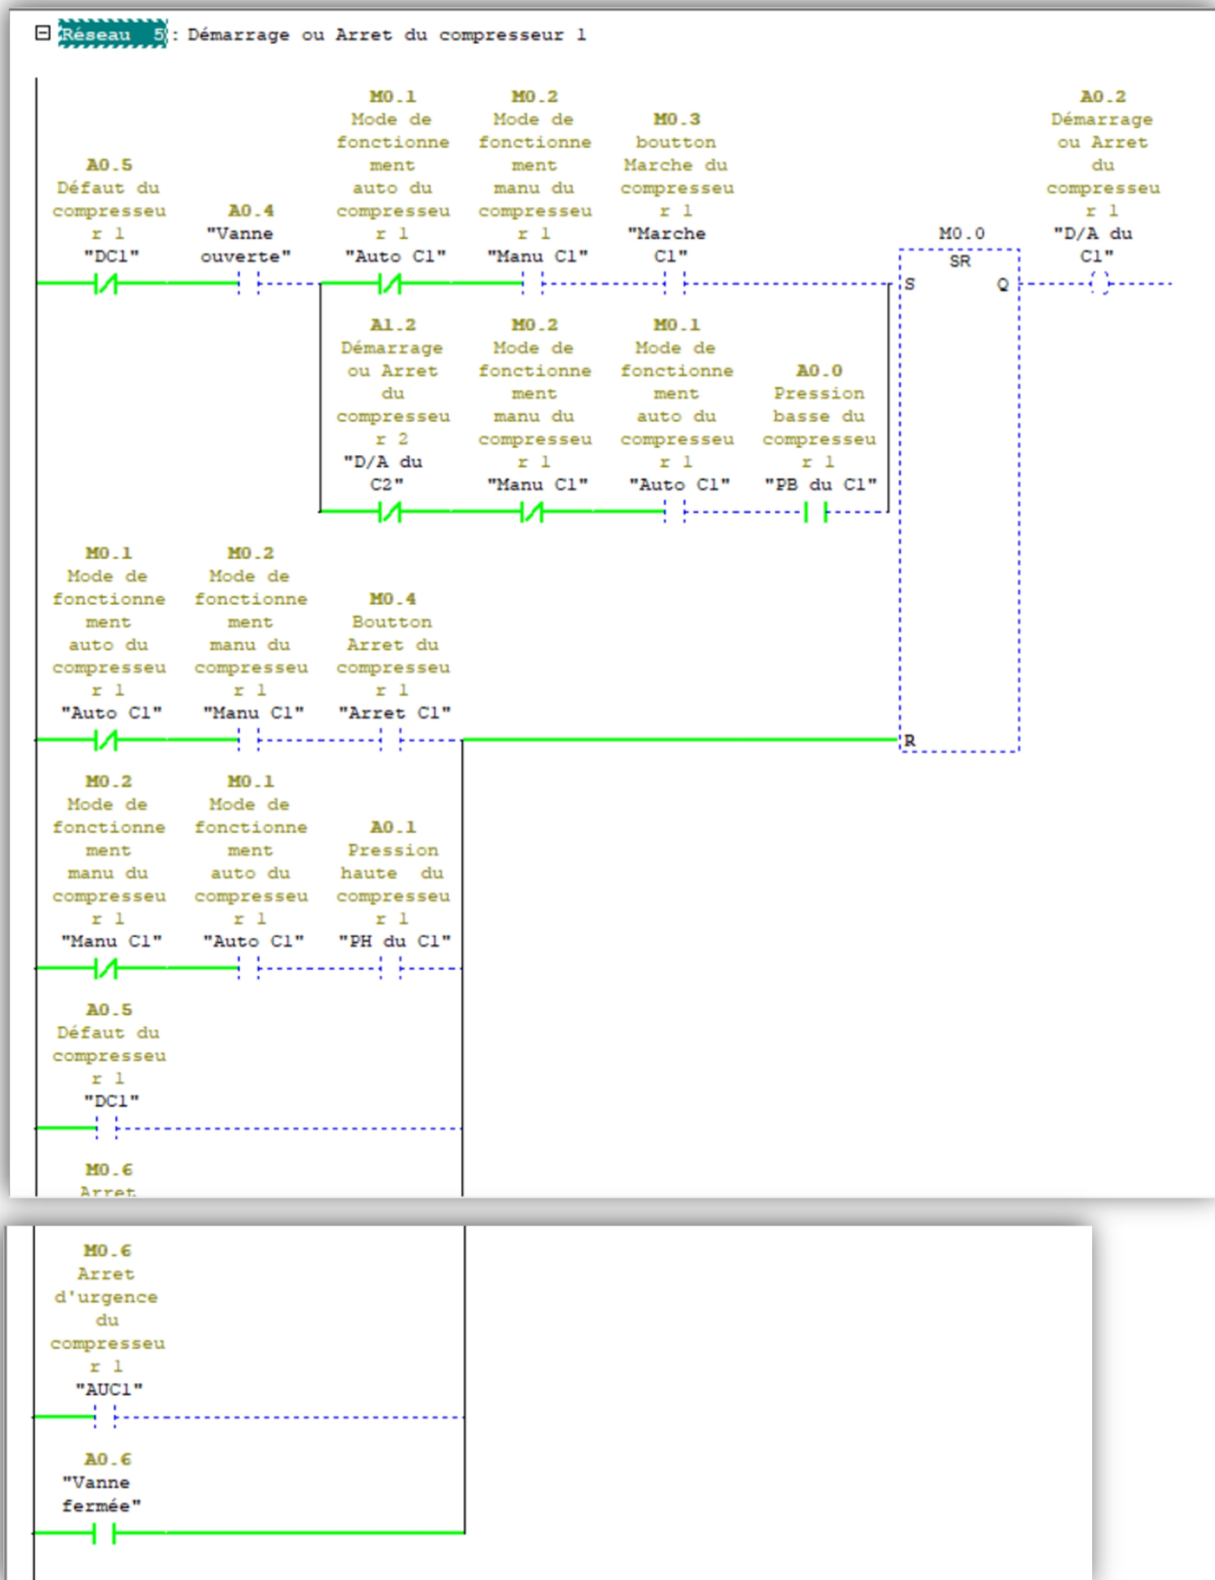 Réseau 5 : Démarrage ou Arret du compresseur 1
A0.5
Défaut du
compresseu
r 1
"DC1"
A0.4
"Vanne
ouverte"
M0.1
Mode de
fonctionne
ment
auto du
compresseu
r 1
"Auto C1"
M0.2
Mode de
fonctionne
ment
manu du
compresseu
r 1
"Manu C1"
M0.3
boutton
Marche du
compresseu
r 1
"Marche
C1"
M0.0
SR
S
Q
A0.2
Démarrage
ou Arret
du
compresseu
r 1
"D/A du
C1"
A1.2
Démarrage
ou Arret
du
compresseu
r 2
"D/A du
C2"
M0.2
Mode de
fonctionne
ment
manu du
compresseu
r 1
"Manu C1"
M0.1
Mode de
fonctionne
ment
auto du
compresseu
r 1
"Auto C1"
A0.0
Pression
basse du
compresseu
r 1
"PB du C1"
M0.1
Mode de
fonctionne
ment
auto du
compresseu
r 1
"Auto C1"
M0.2
Mode de
fonctionne
ment
manu du
compresseu
r 1
"Manu C1"
M0.4
Boutton
Arret du
compresseu
r 1
"Arret C1"
R
M0.2
Mode de
fonctionne
ment
manu du
compresseu
r 1
"Manu C1"
M0.1
Mode de
fonctionne
ment
auto du
compresseu
r 1
"Auto C1"
A0.1
Pression
haute du
compresseu
r 1
"PH du C1"
A0.5
Défaut du
compresseu
r 1
"DC1"
M0.6
Arret
M0.6
Arret
d'urgence
du
compresseu
r 1
"AUC1"
A0.6
"Vanne
fermée"